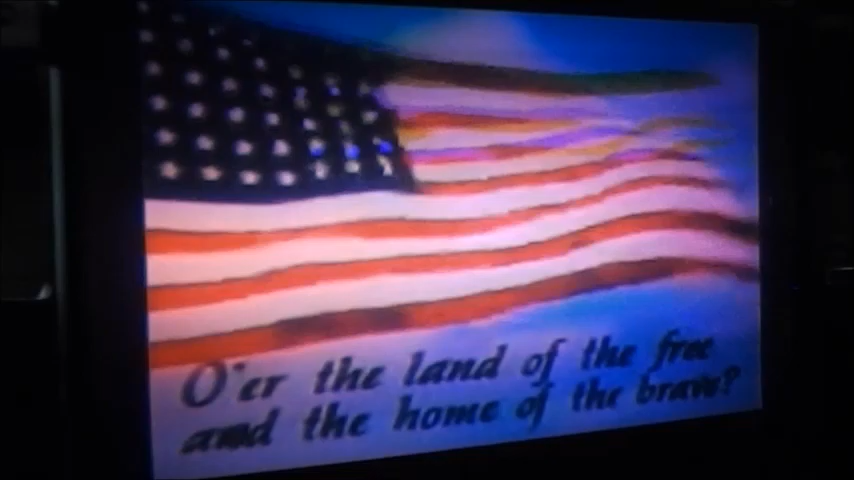 O'er the land of the free
and the home of the brave?